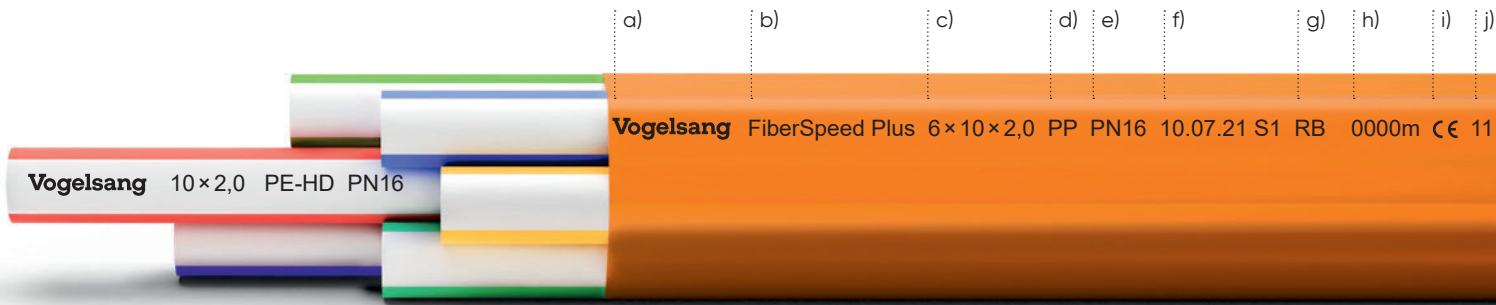 a) b) c) d) e) f) g) h) i) j)
Vogelsang FiberSpeed Plus 6×10×2,0 PP PN16 10.07.21 S1 RB 0000m CE 11
Vogelsang 10×2,0 PE-HD PN16